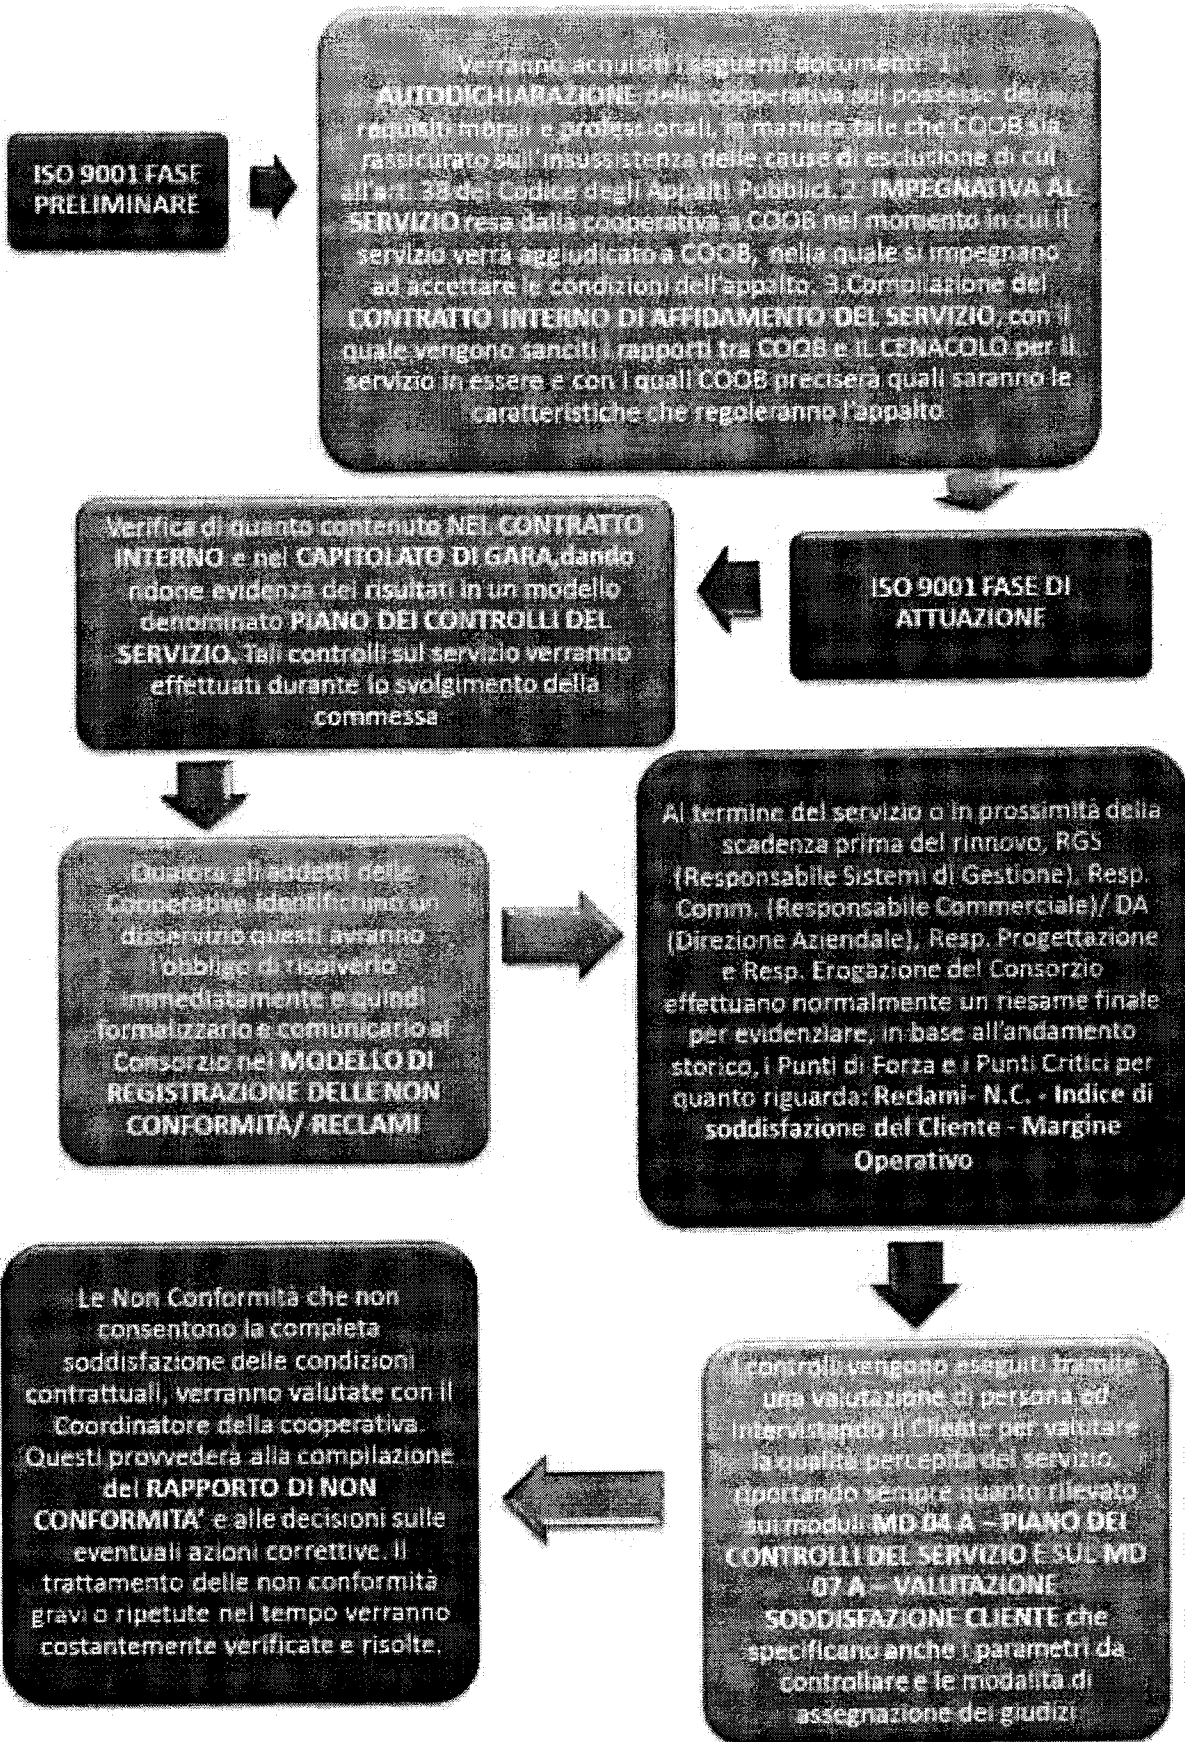 ISO 9001 FASE
PRELIMINARE
Verranno acquisiti i seguenti documenti: 1.
AUTODICHIARAZIONE della cooperativa sul possesso dei
requisiti morali e professionali, in maniera tale che COOB sia
rassicurato sull'insussistenza delle cause di esclusione di cui
all'art. 38 del Codice degli Appalti Pubblici. 2. IMPEGNATIVA AL
SERVIZIO resa dalla cooperativa a COOB nel momento in cui il
servizio verrà aggiudicato a COOB, nella quale si impegnano
ad accettare le condizioni dell'appalto. 3.Compilazione del
CONTRATTO INTERNO DI AFFIDAMENTO DEL SERVIZIO, con il
quale vengono sanciti i rapporti tra COOB e IL CENACOLO per il
servizio in essere e con i quali COOB preciserà quali saranno le
caratteristiche che regoleranno l'appalto
ISO 9001 FASE DI
ATTUAZIONE
Verifica di quanto contenuto NEL CONTRATTO
INTERNO e nel CAPITOLATO DI GARA,dando
ndone evidenza dei risultati in un modello
denominato PIANO DEI CONTROLLI DEL
SERVIZIO. Tali controlli sul servizio verranno
effettuati durante lo svolgimento della
commessa
Qualora gli addetti delle
Cooperative identifichino un
disservizio questi avranno
l'obbligo di risolverlo
immediatamente e quindi
formalizzarlo e comunicarlo al
Consorzio nel MODELLO DI
REGISTRAZIONE DELLE NON
CONFORMITÀ/ RECLAMI
Al termine del servizio o in prossimità della
scadenza prima del rinnovo, RGS
(Responsabile Sistemi di Gestione), Resp.
Comm. (Responsabile Commerciale)/ DA
(Direzione Aziendale), Resp. Progettazione
e Resp. Erogazione del Consorzio
effettuano normalmente un riesame finale
per evidenziare, in base all'andamento
storico, i Punti di Forza e i Punti Critici per
quanto riguarda: Reclami- N.C. - Indice di
soddisfazione del Cliente - Margine
Operativo
I controlli vengono eseguiti tramite
una valutazione di persona ed
intervistando il Cliente per valutare
la qualità percepita del servizio,
riportando sempre quanto rilevato
sui moduli MD 04 A – PIANO DEI
CONTROLLI DEL SERVIZIO E SUL MD
07 A – VALUTAZIONE
SODDISFAZIONE CLIENTE che
specificano anche i parametri da
controllare e le modalità di
assegnazione dei giudizi
Le Non Conformità che non
consentono la completa
soddisfazione delle condizioni
contrattuali, verranno valutate con il
Coordinatore della cooperativa.
Questi provvederà alla compilazione
del RAPPORTO DI NON
CONFORMITA' e alle decisioni sulle
eventuali azioni correttive. Il
trattamento delle non conformità
gravi o ripetute nel tempo verranno
costantemente verificate e risolte.